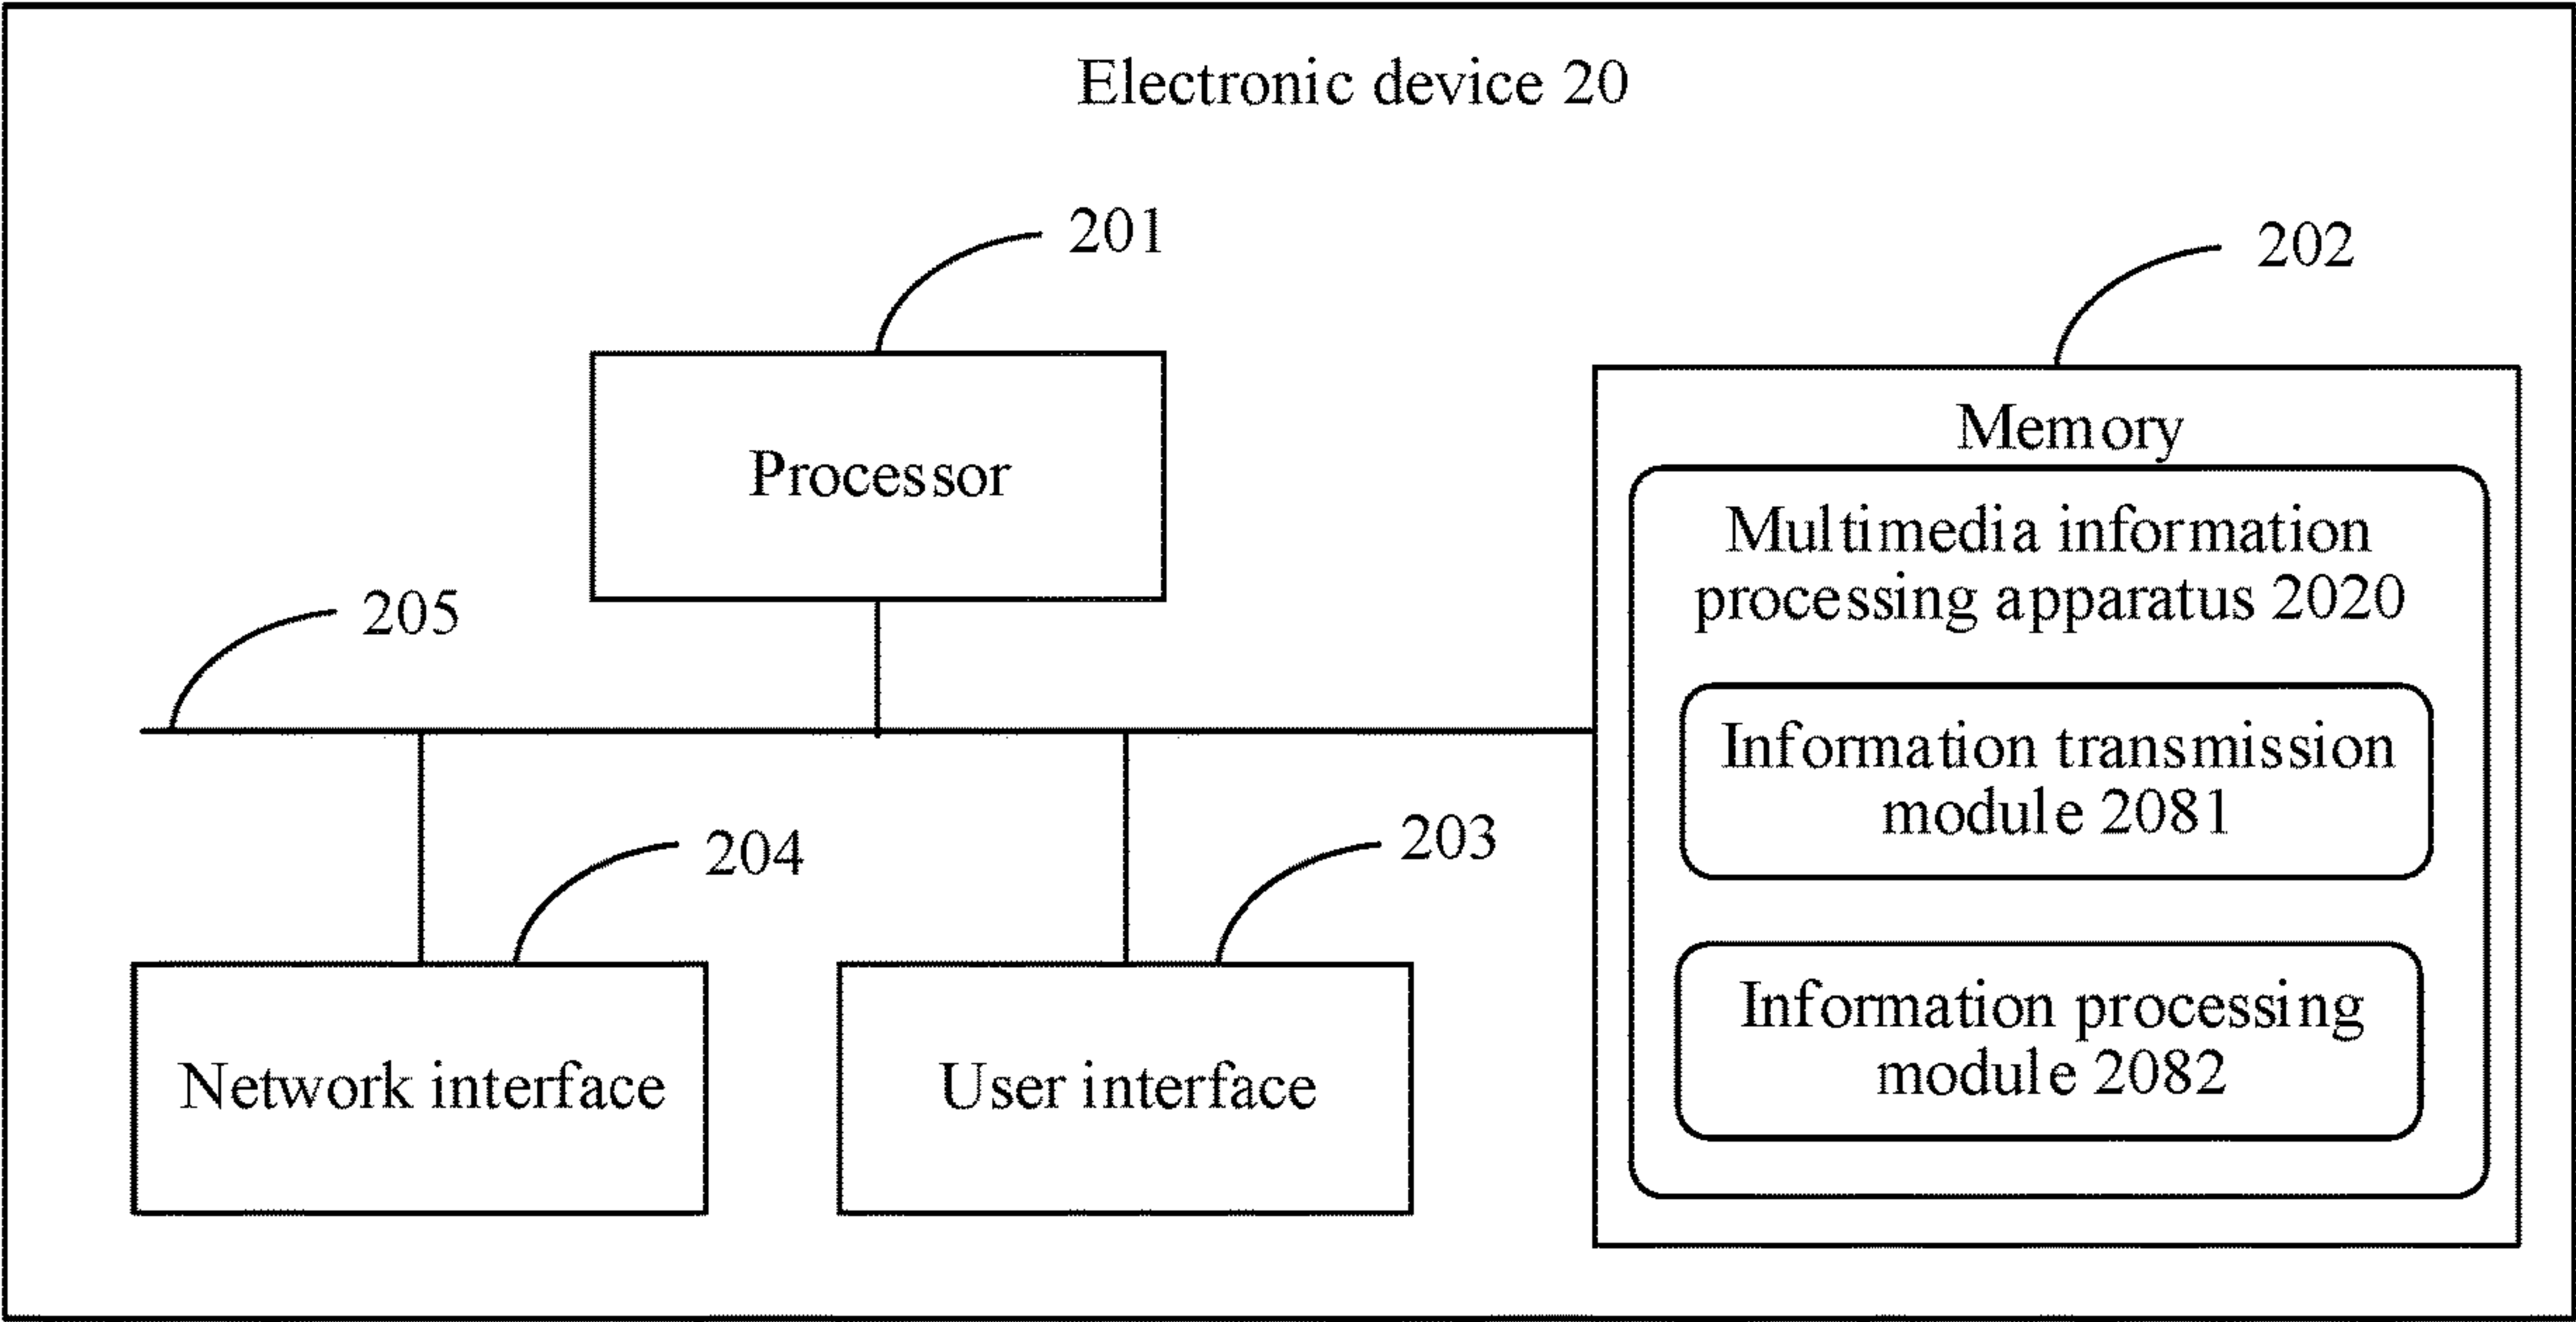 Electronic device 20
201
202
Processor
Memory
Multimedia information
processing apparatus 2020
205
Information transmission
module 2081
204
203
Network interface
User interface
Information processing
module 2082